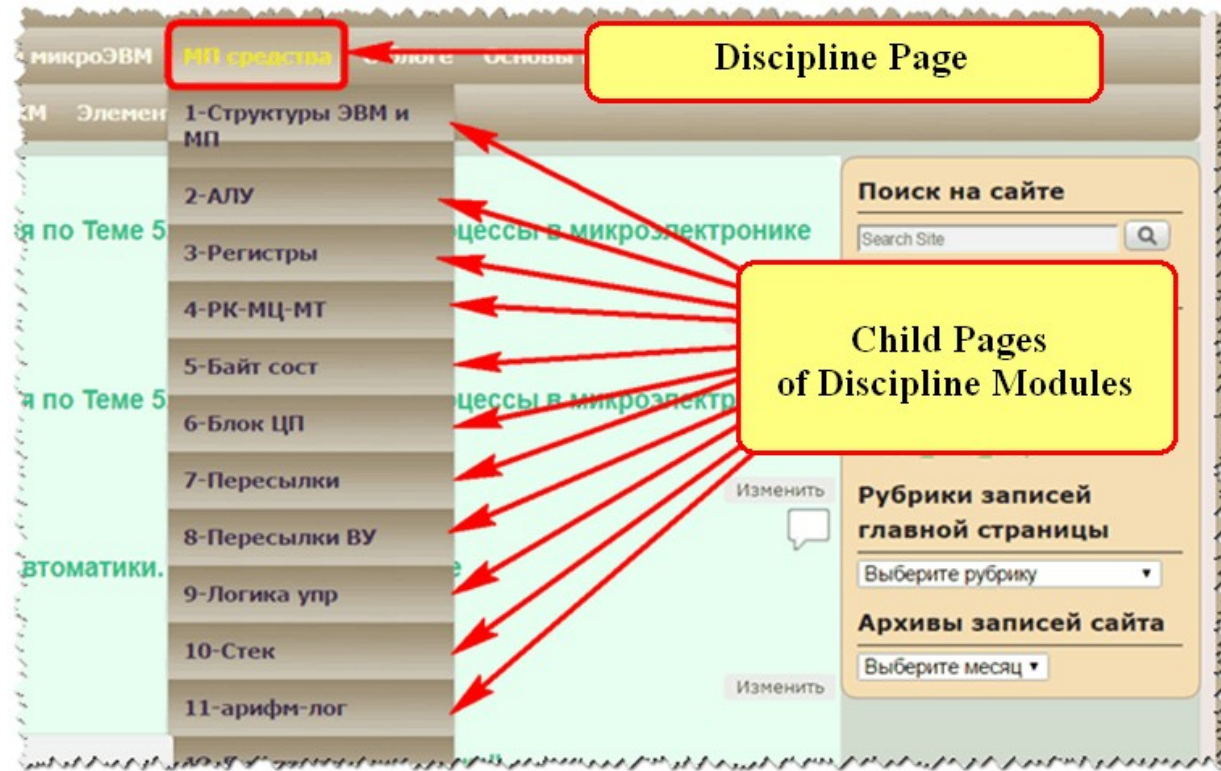 микроЭВМ МП средства блоге Основы
Discipline Page
Элемен
1-Структуры ЭВМ и
МП
2-АЛУ
Поиск на сайте
я по Теме 5 цессы в микроэлектронике
Search Site
3-Регистры
4-РК-МЦ-МТ
Child Pages
of Discipline Modules
5-Байт сост
я по Теме 5 цессы в микроэлектр
6-Блок ЦП
7-Пересылки
Изменить
Рубрики записей
главной страницы
8-Пересылки ВУ
втоматики.
Выберите рубрику
9-Логика упр
Архивы записей сайта
10-Стек
Выберите месяц
Изменить
11-арифм-лог